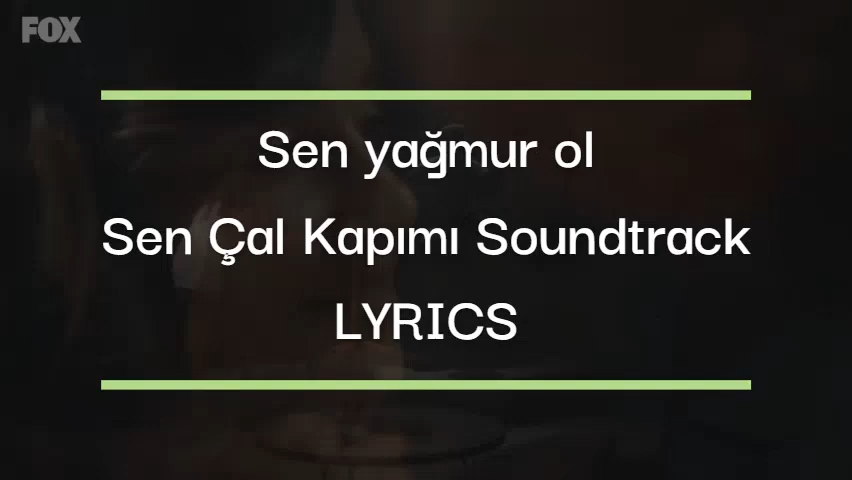 FOX
Sen yağmur ol
Sen Çal Kapımı Soundtrack
LYRICS